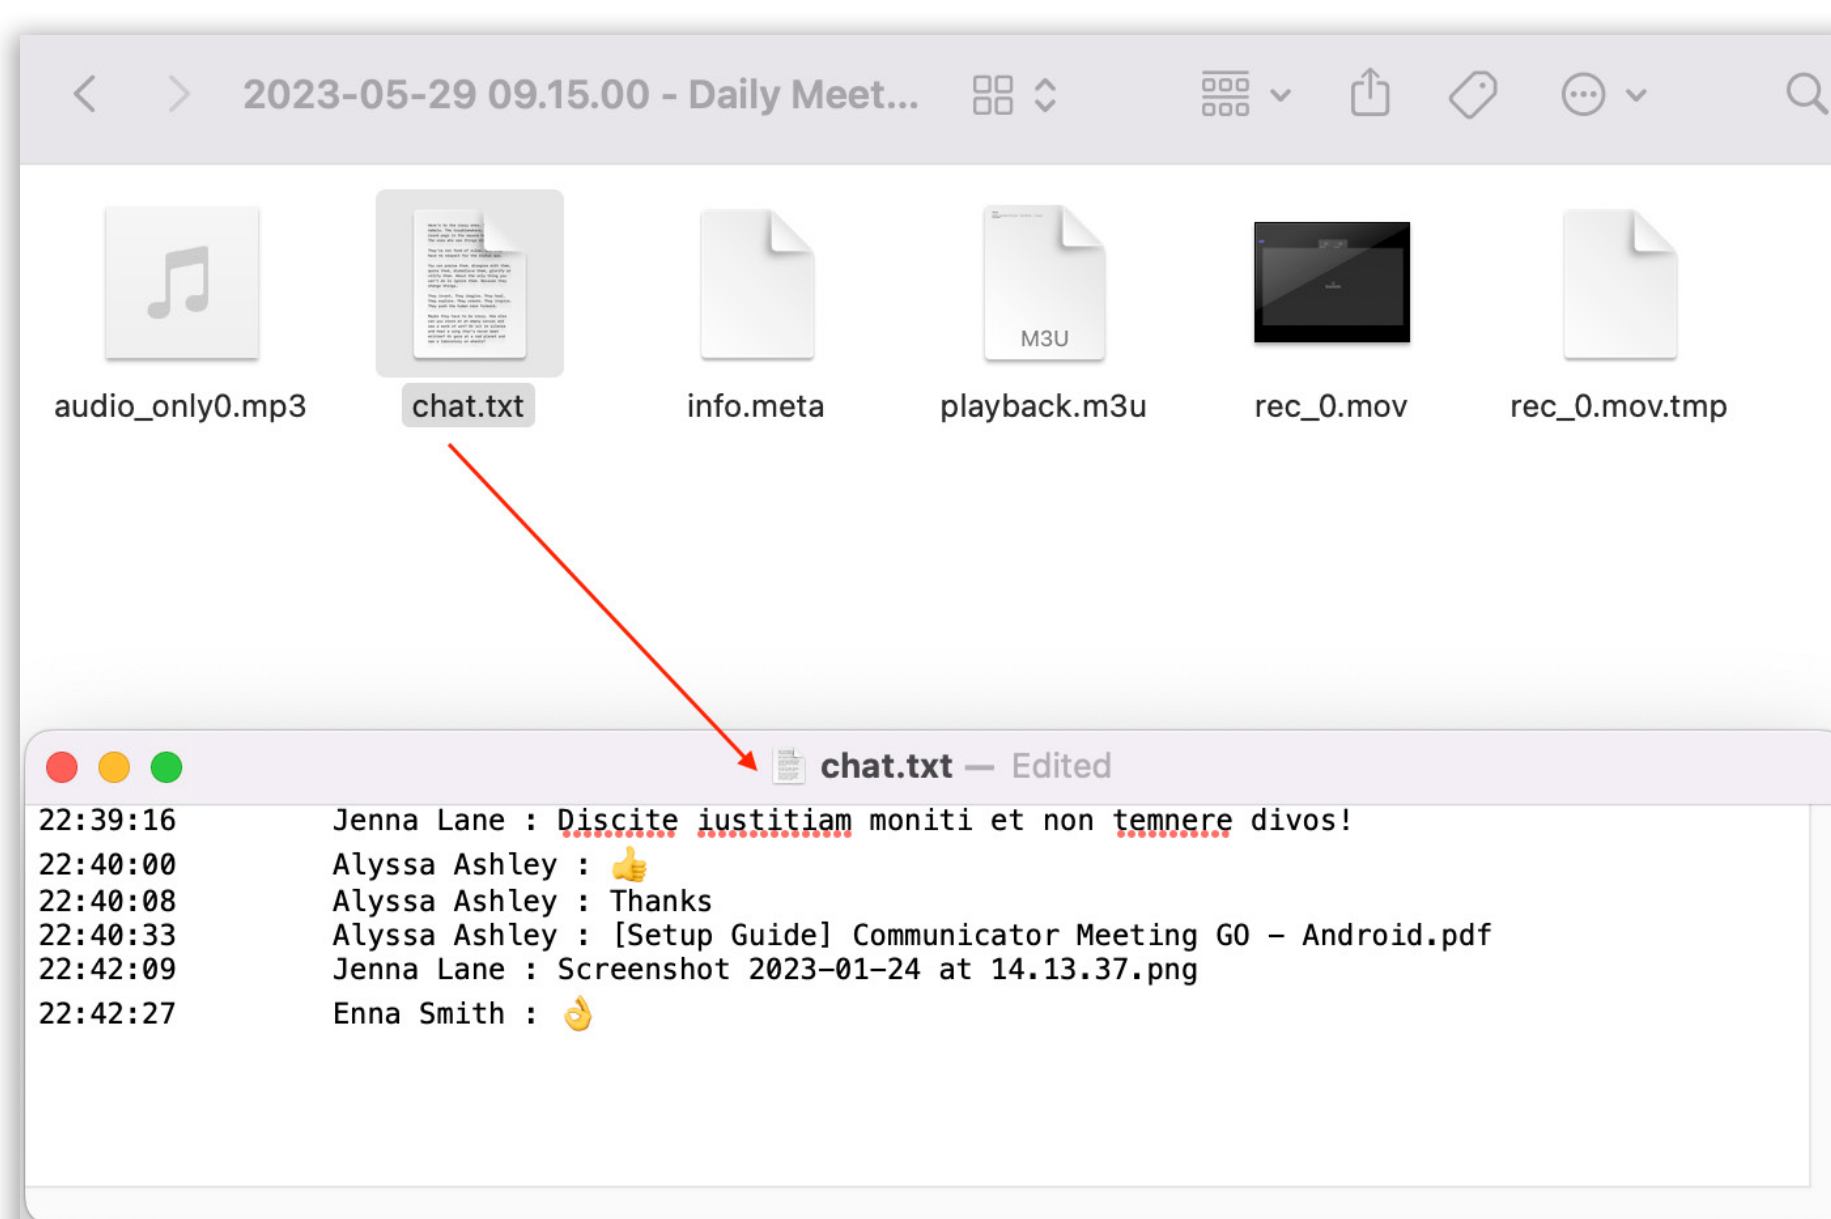 2023-05-29 09.15.00 - Daily Meet...
M3U
audio_only0.mp3
chat.txt
info.meta
playback.m3u
rec_0.mov
rec_0.mov.tmp
chat.txt — Edited
22:39:16 Jenna Lane : Discite iustitiam moniti et non temnere divos!
22:40:00 Alyssa Ashley : 👍
22:40:08 Alyssa Ashley : Thanks
22:40:33 Alyssa Ashley : [Setup Guide] Communicator Meeting GO – Android.pdf
22:42:09 Jenna Lane : Screenshot 2023-01-24 at 14.13.37.png
22:42:27 Enna Smith : 👌